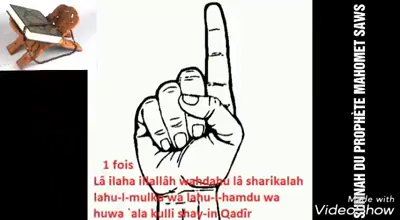 1 fois
Lâ ilaha illallâh wahdahu lâ sharikalah
lahu-l-mulku wa lahu-l-hamdu wa
huwa `ala kulli shay-in Qadîr
SUNNAH DU PROPHÈTE MAHOMET SAWS
Made with
VideoShow